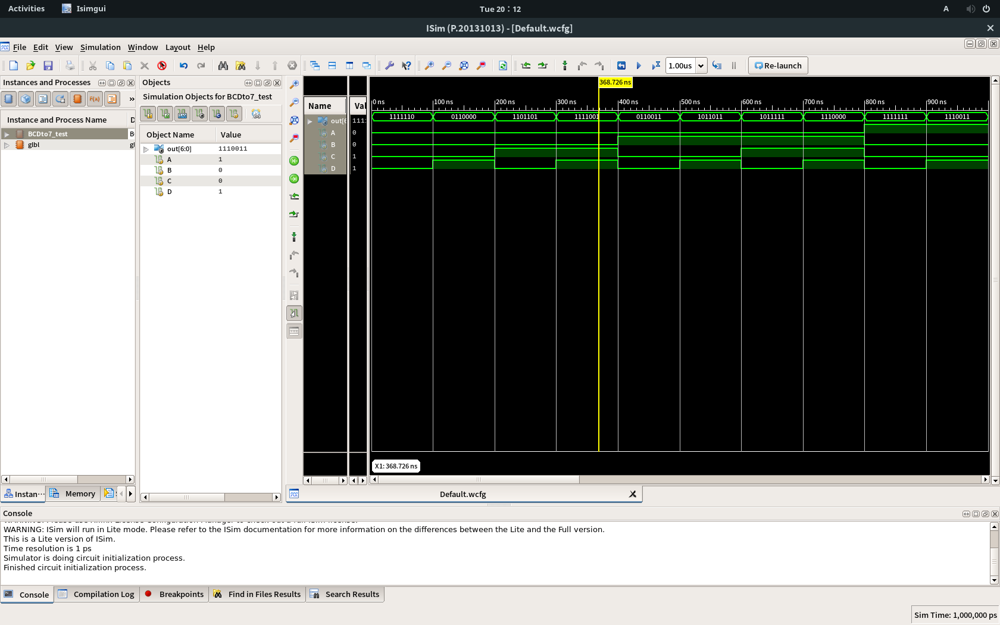 Activities Isimgui Tue 20:12 A
ISim (P.20131013) - [Default.wcfg]
File Edit View Simulation Window Layout Help
1.00us Re-launch
Instances and Processes
F(x) »
Instance and Process Name D
BCDto7_test B
glbl gl
Instan···
Memory
Objects
Simulation Objects for BCDto7_test
Object Name Value
out[6:0] 1110011
A 1
B 0
C 0
D 1
Name Val
out[6 111
A 0
B 0
C 1
D 1
368.726 ns
0 ns 100 ns 200 ns 300 ns 400 ns 500 ns 600 ns 700 ns 800 ns 900 ns
1111110 0110000 1101101 1111001 0110011 1011011 1011111 1110000 1111111 1110011
X1: 368.726 ns
Default.wcfg
Console
WARNING: ISim will run in Lite mode. Please refer to the ISim documentation for more information on the differences between the Lite and the Full version.
This is a Lite version of ISim.
Time resolution is 1 ps
Simulator is doing circuit initialization process.
Finished circuit initialization process.
Console Compilation Log Breakpoints Find in Files Results Search Results
Sim Time: 1,000,000 ps